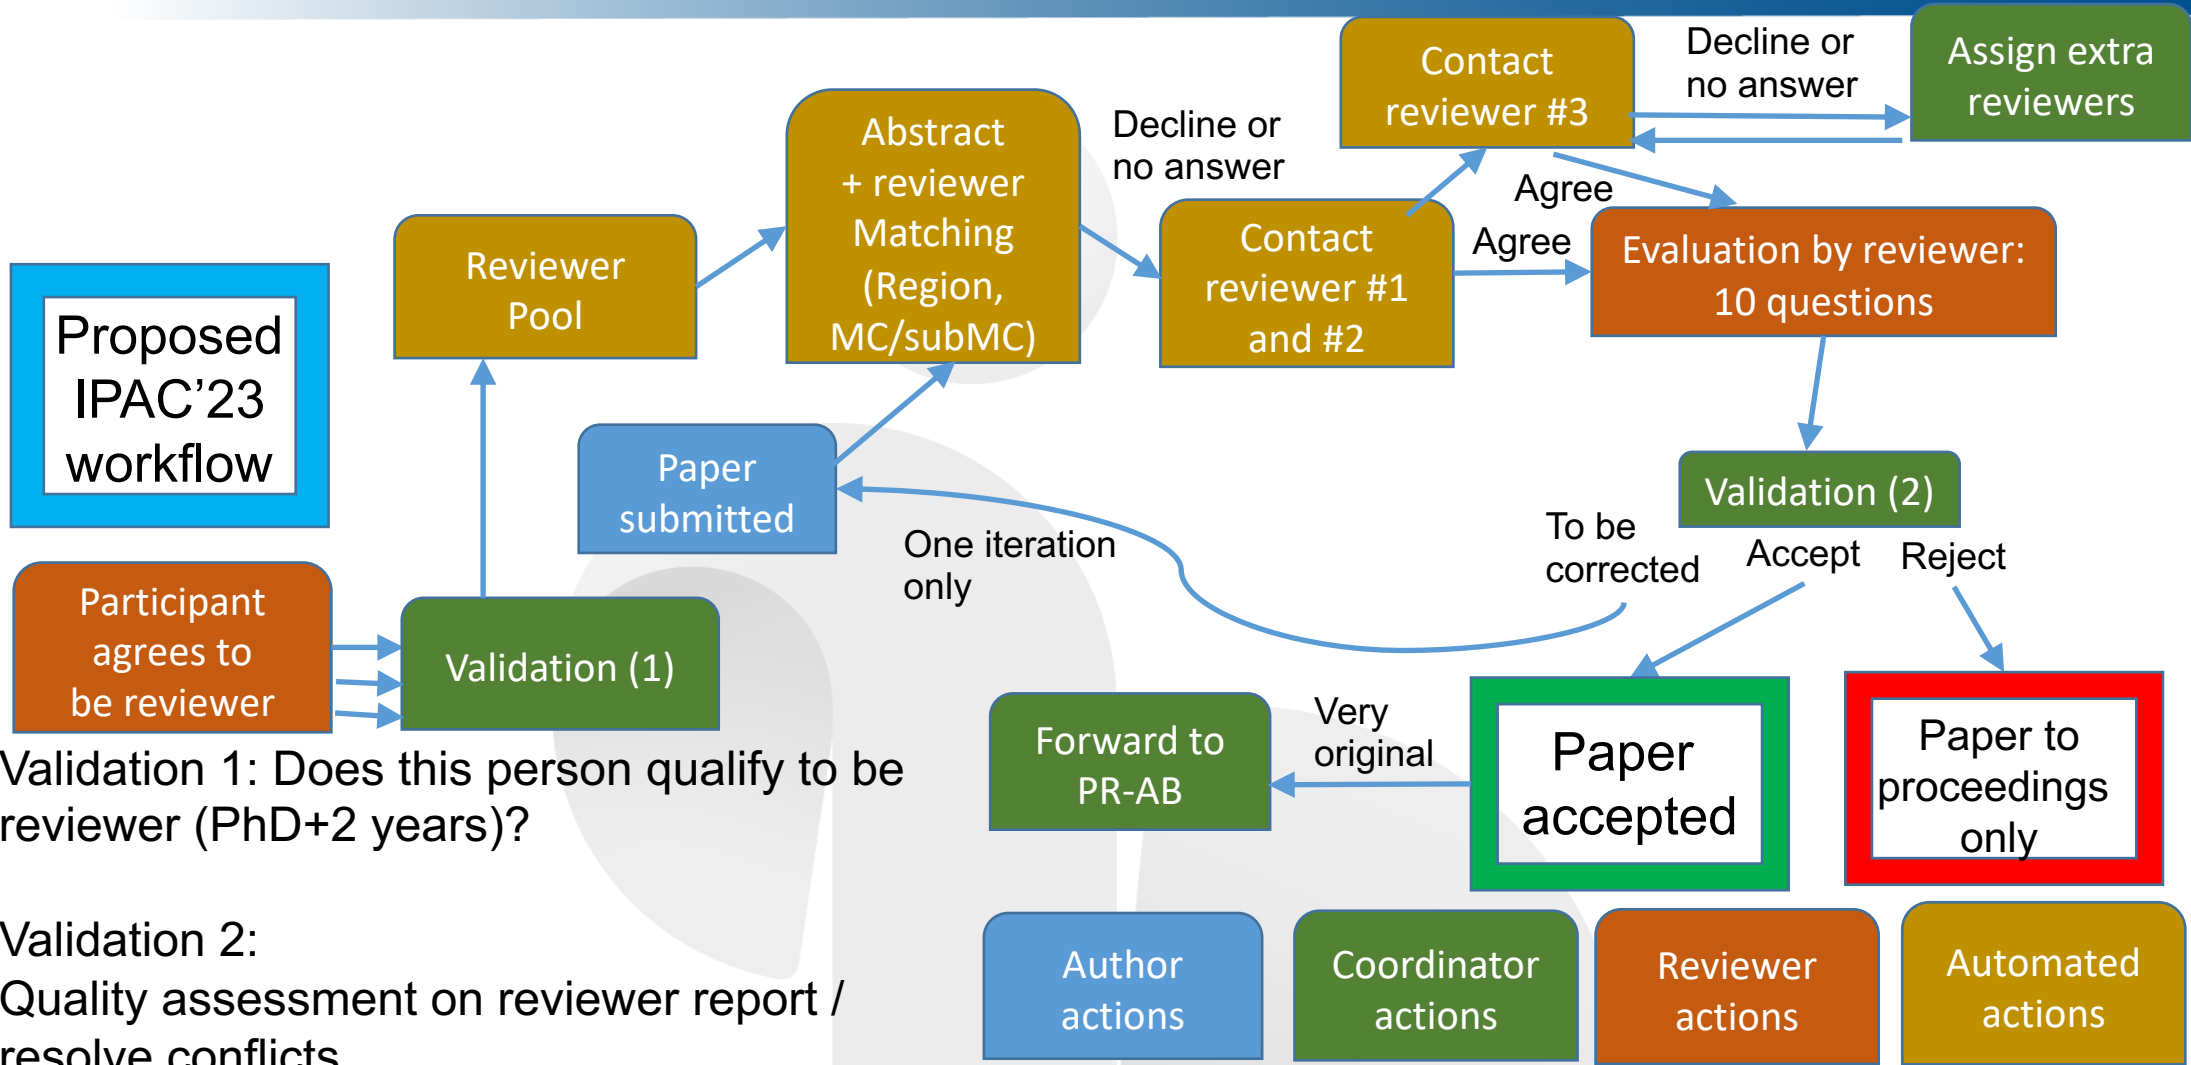 Proposed
IPAC’23
workflow
Participant
agrees to
be reviewer
Validation (1)
Reviewer
Pool
Paper
submitted
Abstract
+ reviewer
Matching
(Region,
MC/subMC)
Decline or
no answer
Contact
reviewer #1
and #2
Contact
reviewer #3
Decline or
no answer
Assign extra
reviewers
Agree
Agree
Evaluation by reviewer:
10 questions
Validation (2)
To be
corrected
Accept
Reject
One iteration
only
Paper
accepted
Paper to
proceedings
only
Very
original
Forward to
PR-AB
Validation 1: Does this person qualify to be
reviewer (PhD+2 years)?
Validation 2:
Quality assessment on reviewer report /
resolve conflicts
Author
actions
Coordinator
actions
Reviewer
actions
Automated
actions